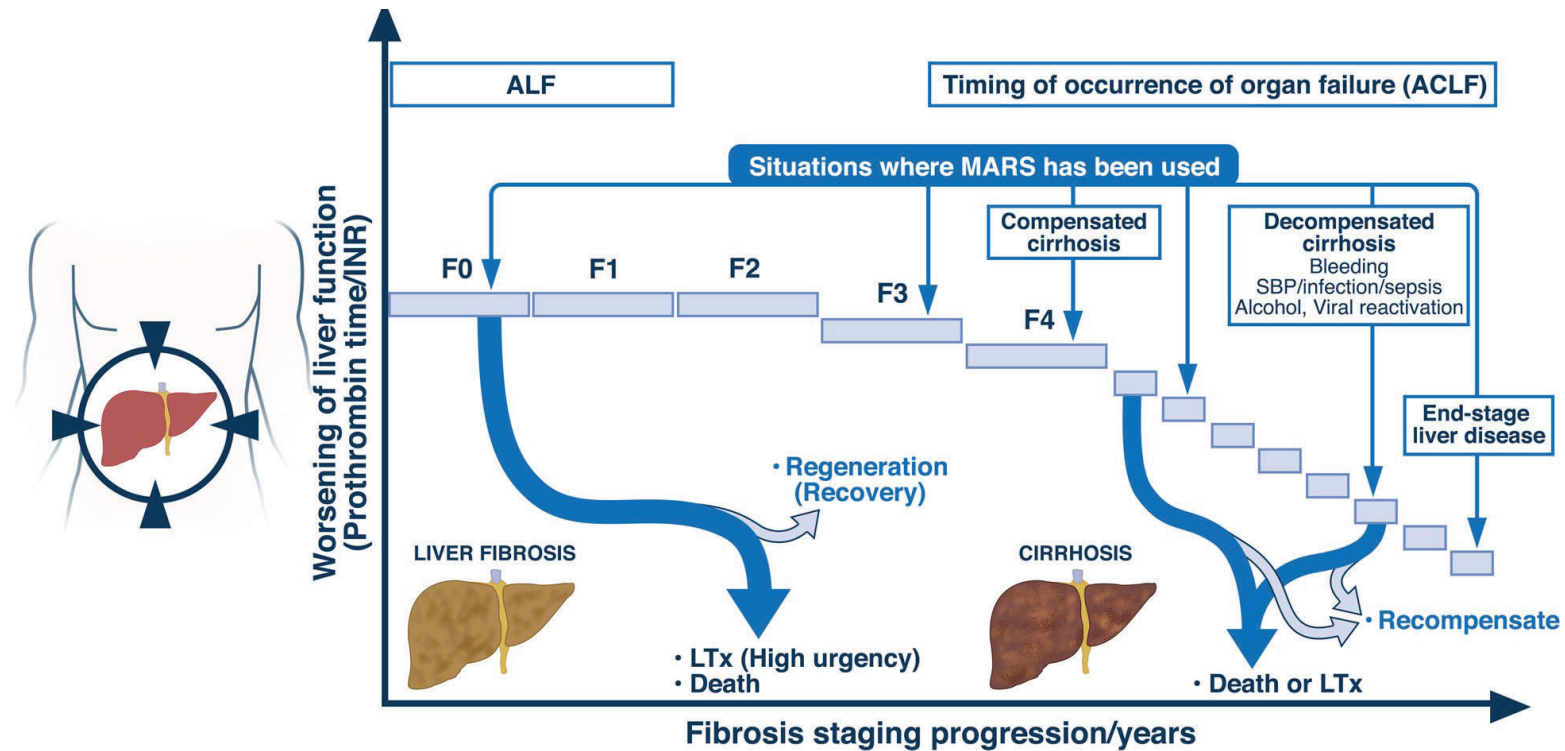 ALF
Timing of occurrence of organ failure (ACLF)
Situations where MARS has been used
Worsening of liver function
(Prothrombin time/INR)
F0
F1
F2
F3
F4
Compensated
cirrhosis
Decompensated
cirrhosis
Bleeding
SBP/infection/sepsis
Alcohol, Viral reactivation
End-stage
liver disease
• Regeneration
(Recovery)
LIVER FIBROSIS
CIRRHOSIS
• Recompensate
• LTx (High urgency)
• Death
• Death or LTx
Fibrosis staging progression/years